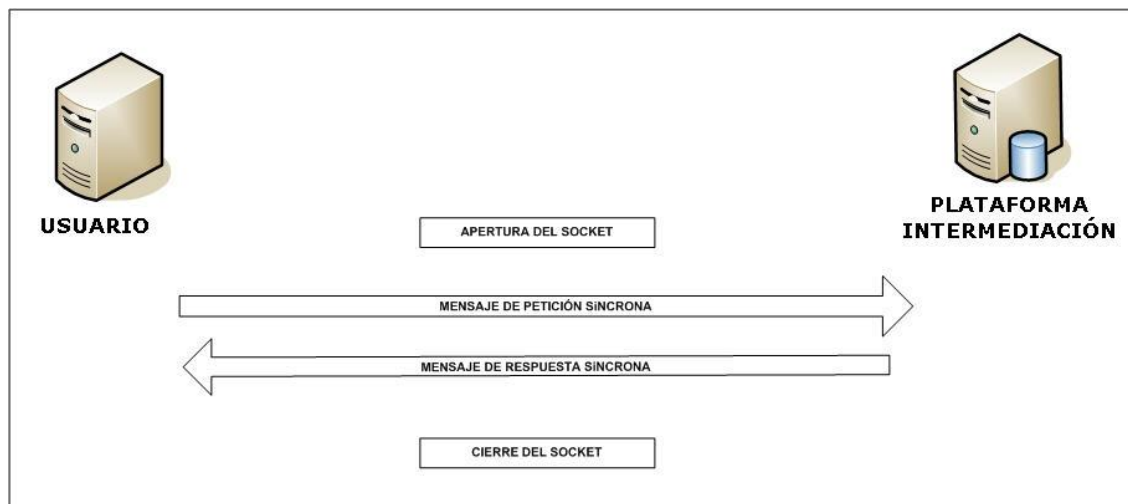 USUARIO
PLATAFORMA
INTERMEDIACIÓN
APERTURA DEL SOCKET
MENSAJE DE PETICIÓN SíNCRONA
MENSAJE DE RESPUESTA SíNCRONA
CIERRE DEL SOCKET